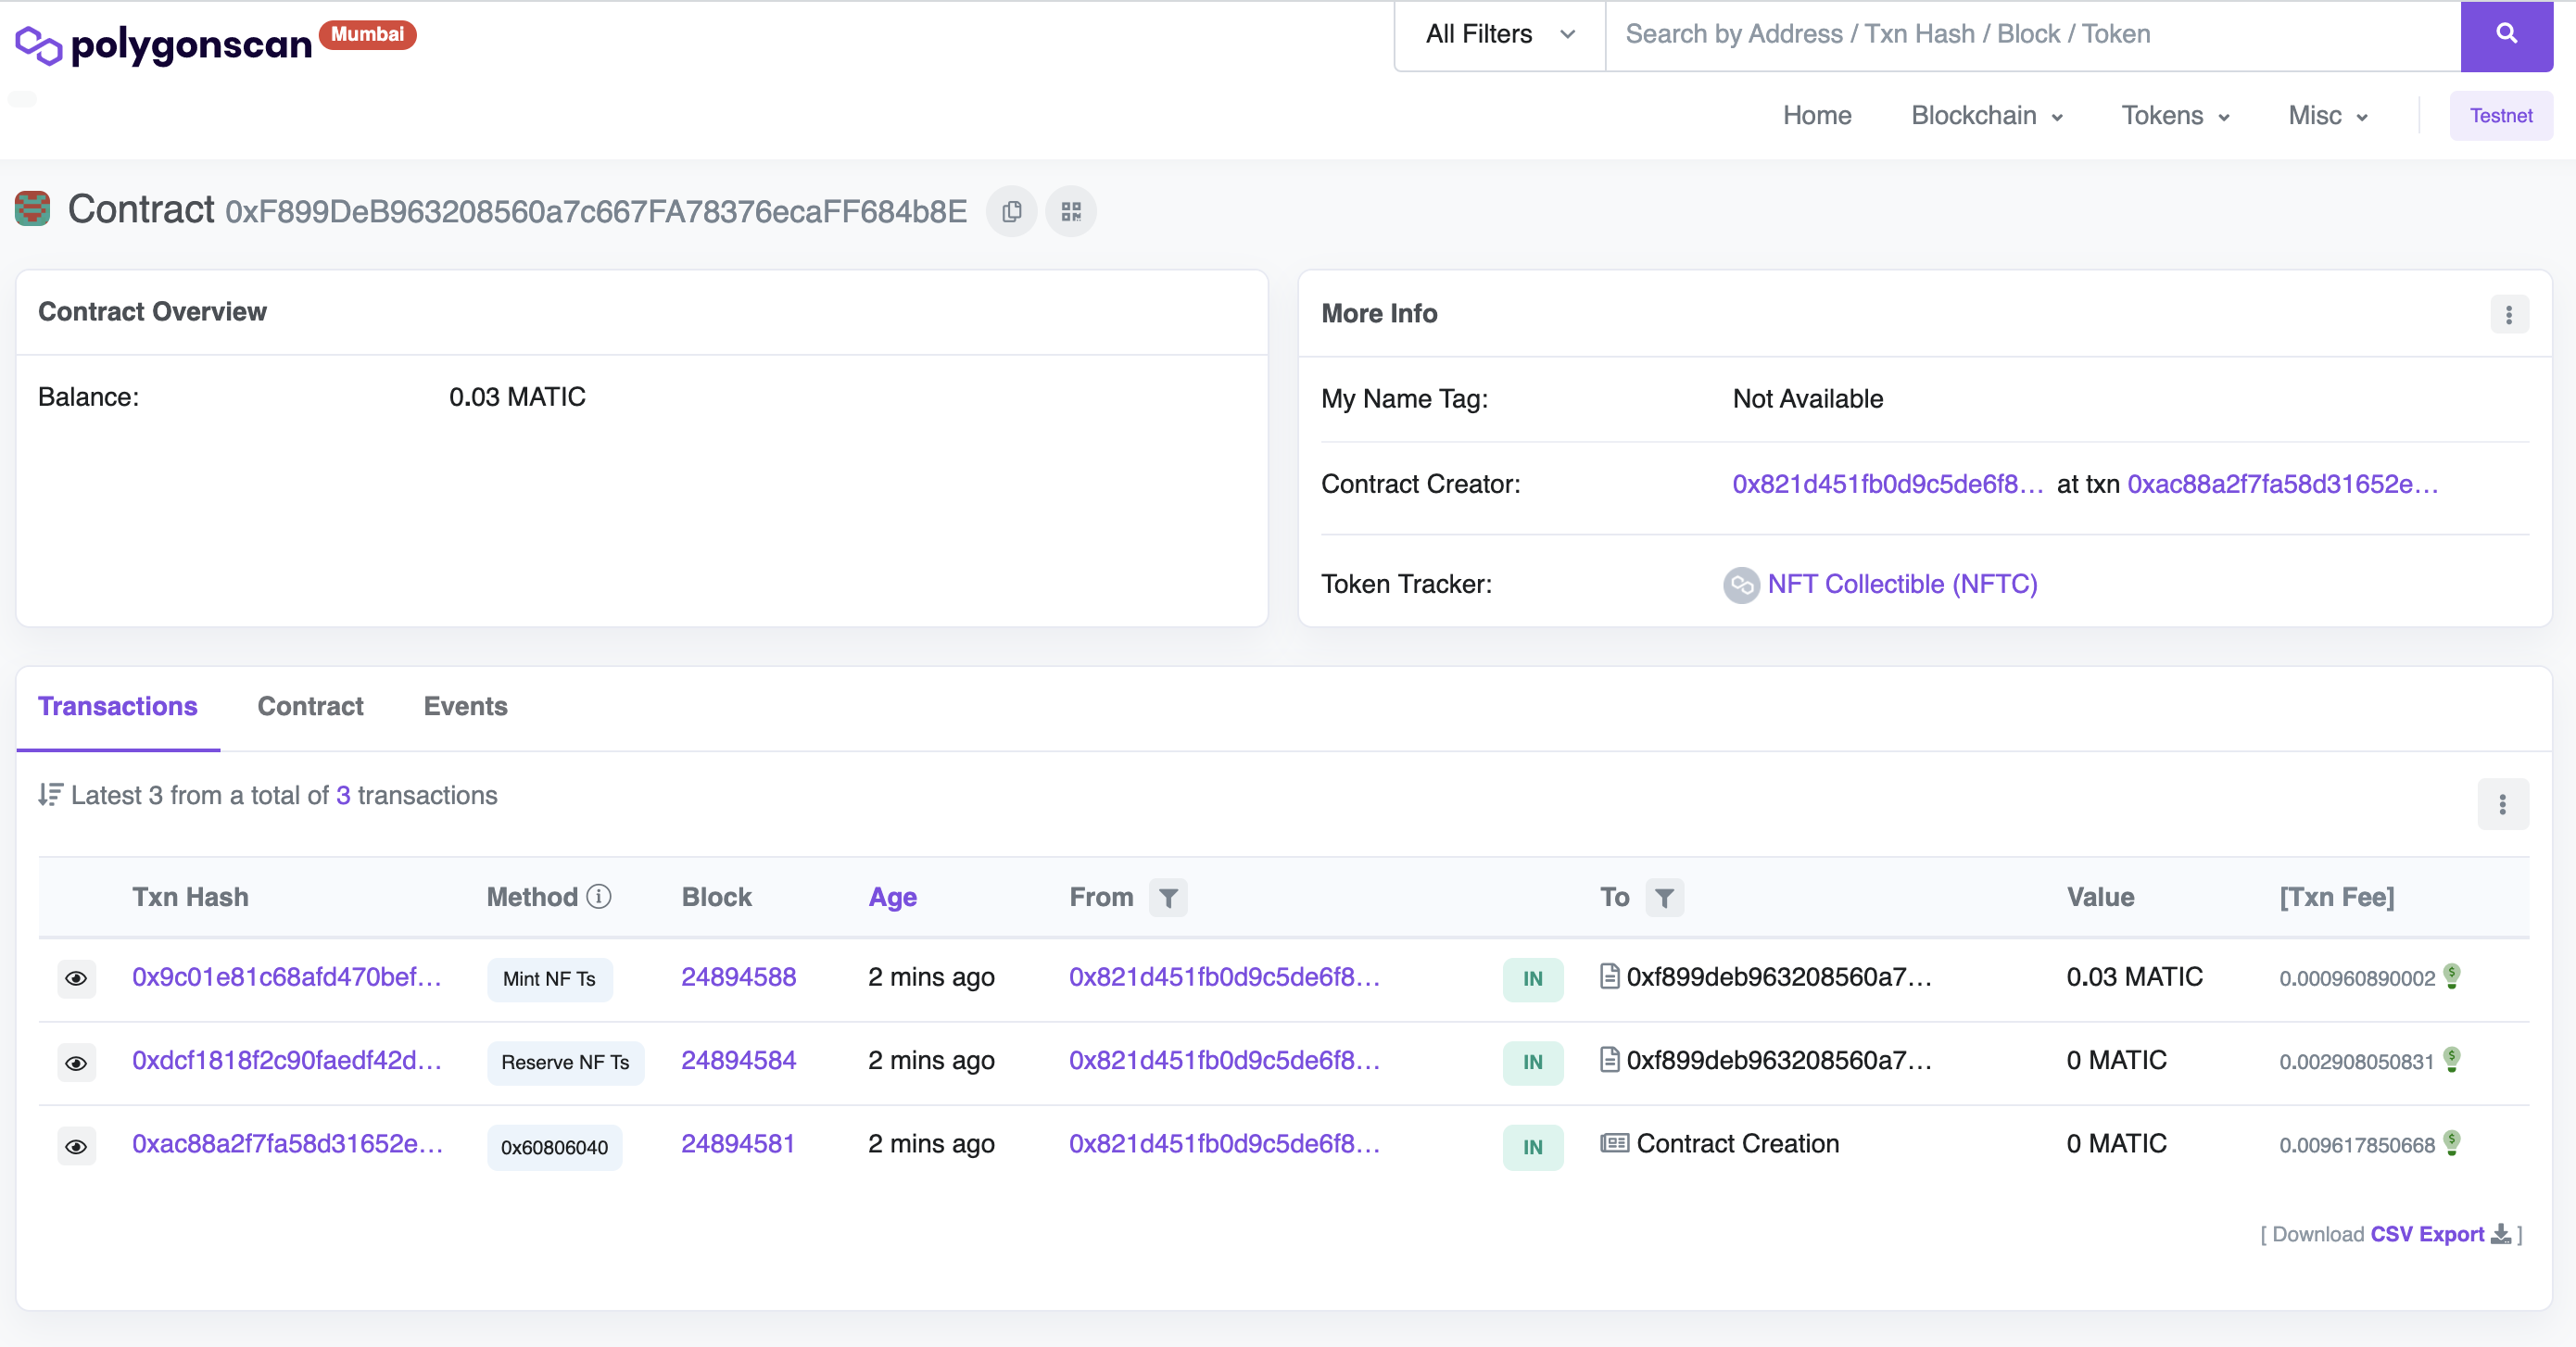 polygonscan Mumbai
All Filters
Search by Address / Txn Hash / Block / Token
Home Blockchain Tokens Misc Testnet
Contract 0xF899DeB963208560a7c667FA78376ecaFF684b8E
Contract Overview
Balance: 0.03 MATIC
More Info
My Name Tag: Not Available
Contract Creator: 0x821d451fb0d9c5de6f8... at txn 0xac88a2f7fa58d31652e...
Token Tracker: NFT Collectible (NFTC)
Transactions Contract Events
Latest 3 from a total of 3 transactions
Txn Hash Method Block Age From To Value [Txn Fee]
0x9c01e81c68afd470bef... Mint NF Ts 24894588 2 mins ago 0x821d451fb0d9c5de6f8... IN 0xf899deb963208560a7... 0.03 MATIC 0.000960890002
0xdcf1818f2c90faedf42d... Reserve NF Ts 24894584 2 mins ago 0x821d451fb0d9c5de6f8... IN 0xf899deb963208560a7... 0 MATIC 0.002908050831
0xac88a2f7fa58d31652e... 0x60806040 24894581 2 mins ago 0x821d451fb0d9c5de6f8... IN Contract Creation 0 MATIC 0.009617850668
[ Download CSV Export ]